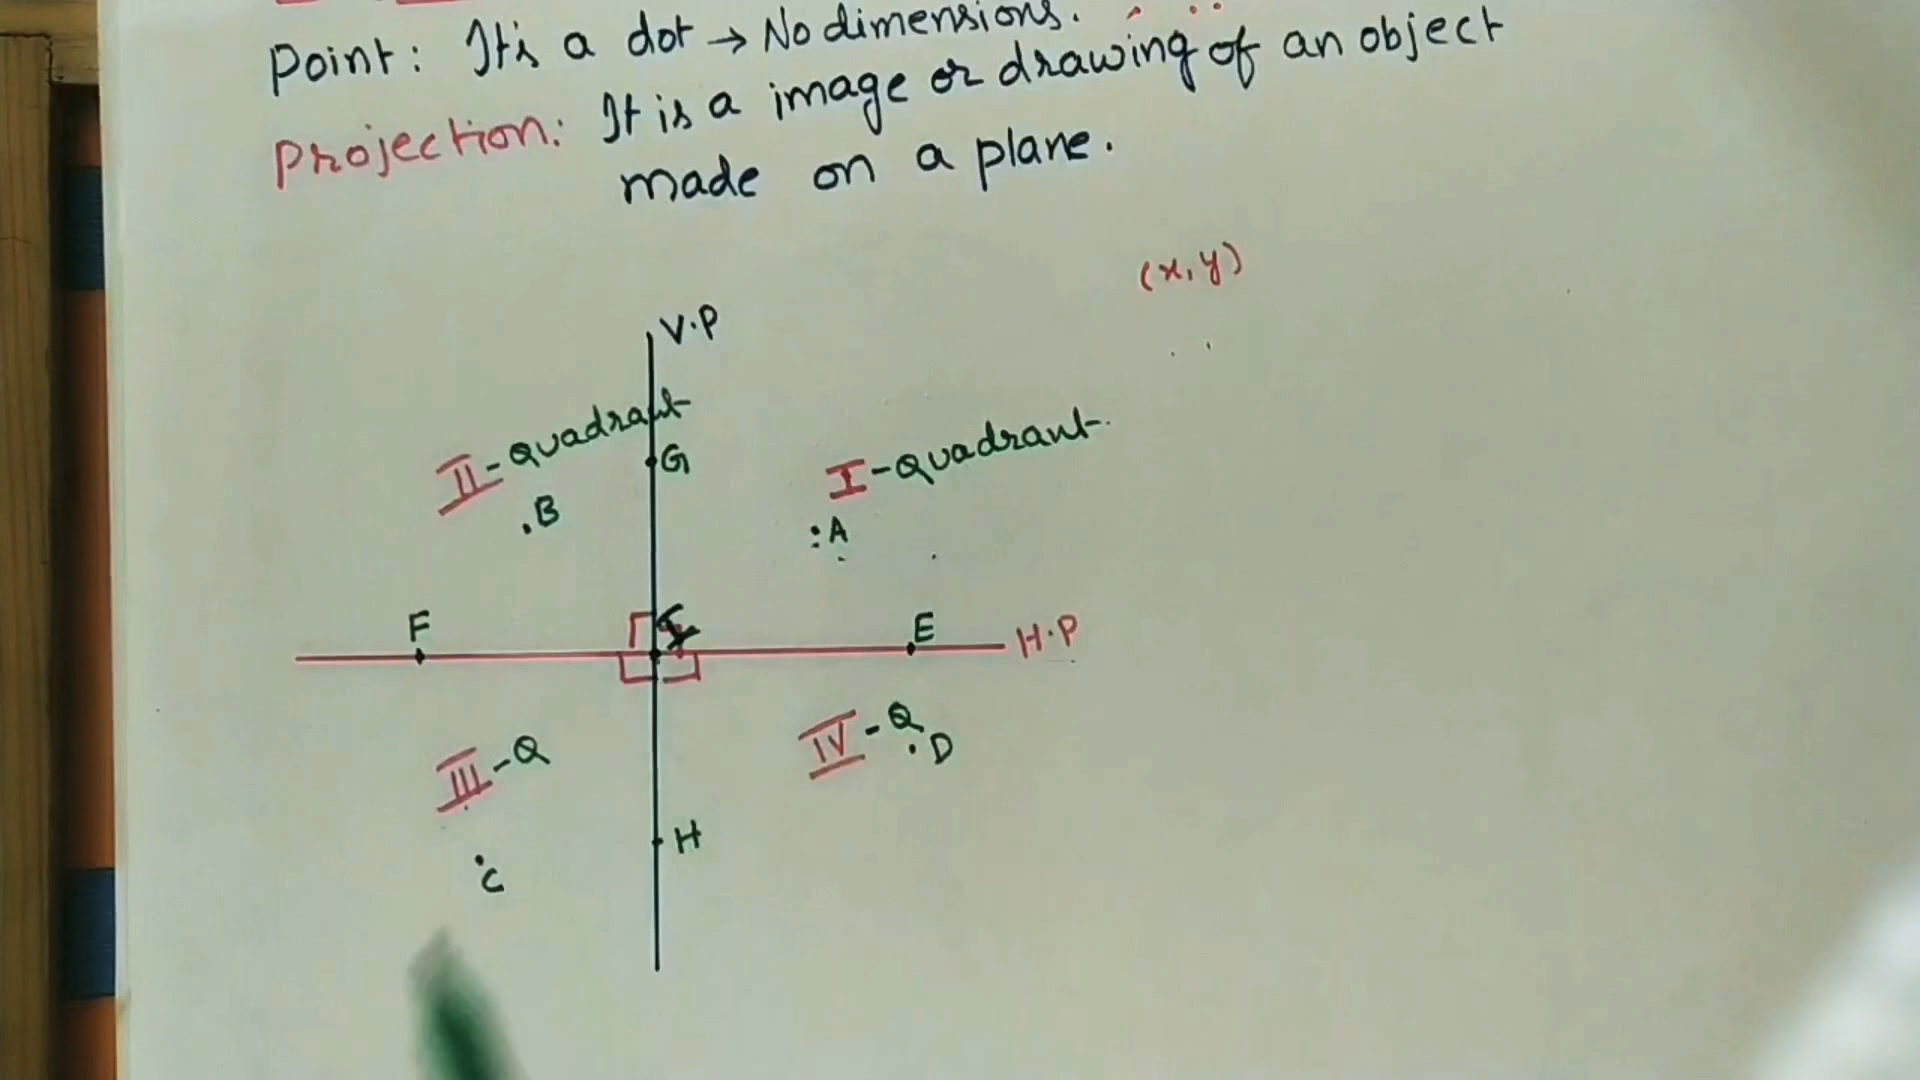 Point: It's a dot → No dimensions.
Projection: It is a image or drawing of an object
made on a plane.
(x, y)
V.P
II-Quadrant
I-Quadrant
.G
.B
:A
F
E
H.P
III-Q
IV-Q
.D
.H
.C